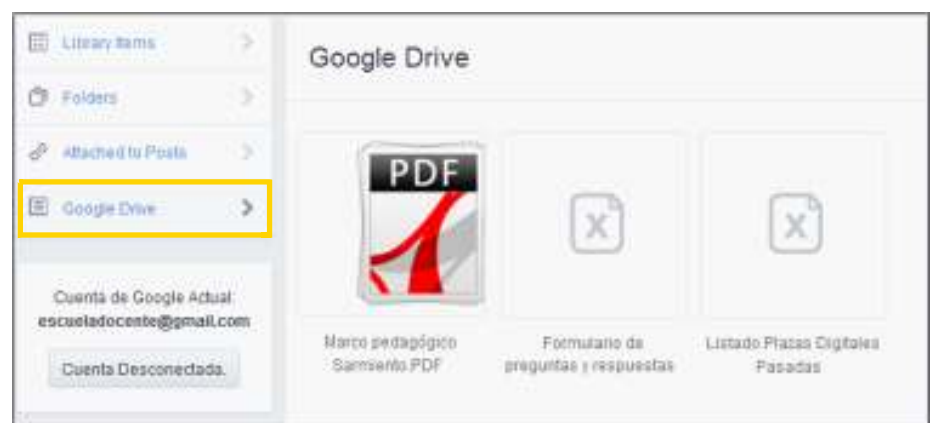 Library Items
Folders
Attached to Posts
Google Drive
Cuenta de Google Actual
escueladocente@gmail.com
Cuenta Desconectada.
Google Drive
PDF
X
X
Marco pedagógico
Sarmiento PDF
Formulario de
preguntas y respuestas
Listado Plazas Digitales
Pasadas